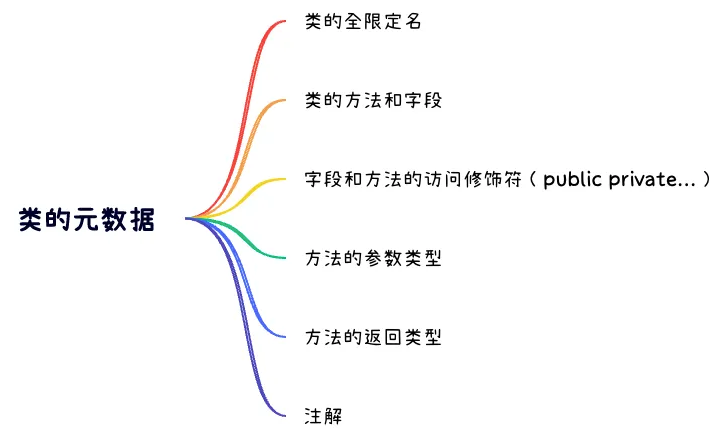 类的全限定名
类的方法和字段
字段和方法的访问修饰符（public private...）
类的元数据
方法的参数类型
方法的返回类型
注解